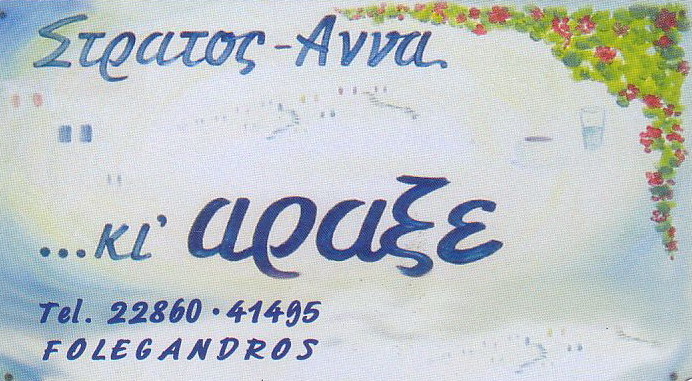 Στρατος - Αννα
...κι' αραξε
Tel. 22860·41495
FOLEGANDROS